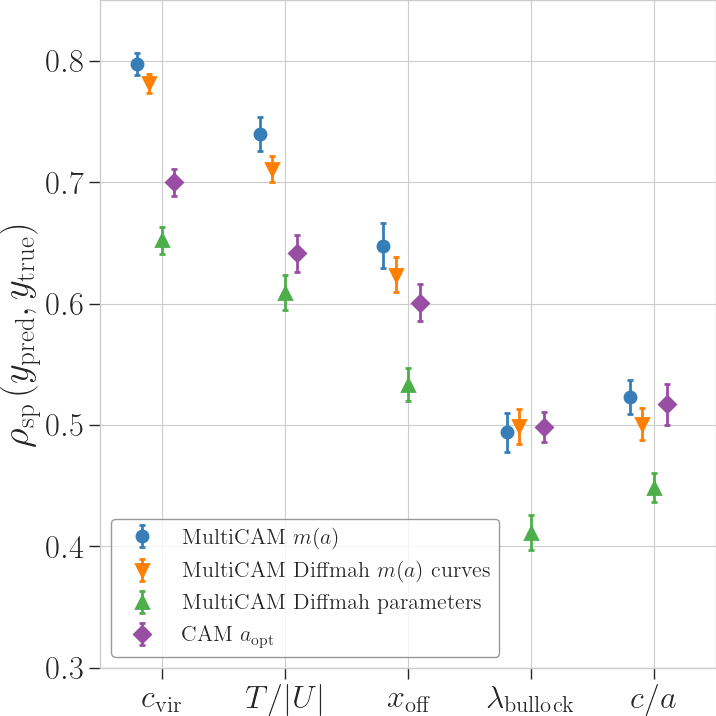 0.8
0.7
0.6
0.5
0.4
0.3
ρsp (ypred, ytrue)
MultiCAM m(a)
MultiCAM Diffmah m(a) curves
MultiCAM Diffmah parameters
CAM aopt
cvir T/|U| xoff λbullock c/a